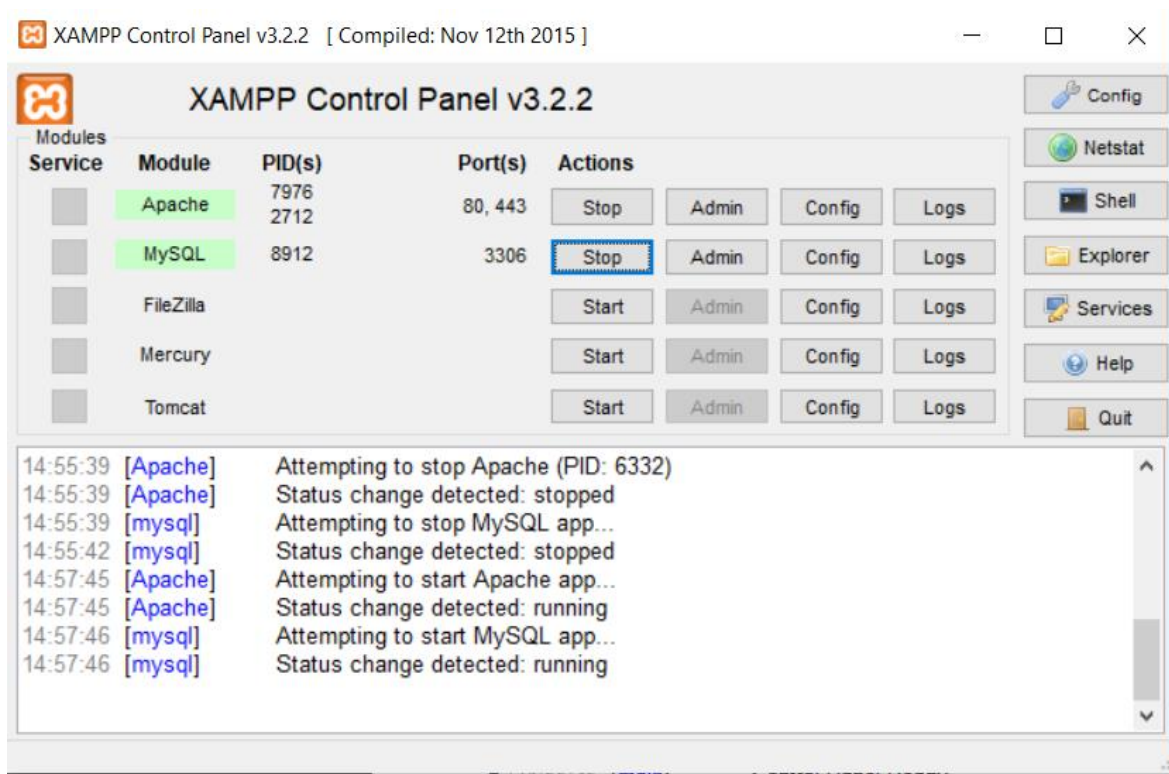 XAMPP Control Panel v3.2.2 [ Compiled: Nov 12th 2015 ]
XAMPP Control Panel v3.2.2
Config
Modules
Netstat
Service Module PID(s) Port(s) Actions
Apache 7976 2712 80, 443 Stop Admin Config Logs
Shell
MySQL 8912 3306 Stop Admin Config Logs
Explorer
FileZilla Start Admin Config Logs
Services
Mercury Start Admin Config Logs
Help
Tomcat Start Admin Config Logs
Quit
14:55:39 [Apache] Attempting to stop Apache (PID: 6332)
14:55:39 [Apache] Status change detected: stopped
14:55:39 [mysql] Attempting to stop MySQL app...
14:55:42 [mysql] Status change detected: stopped
14:57:45 [Apache] Attempting to start Apache app...
14:57:45 [Apache] Status change detected: running
14:57:46 [mysql] Attempting to start MySQL app...
14:57:46 [mysql] Status change detected: running